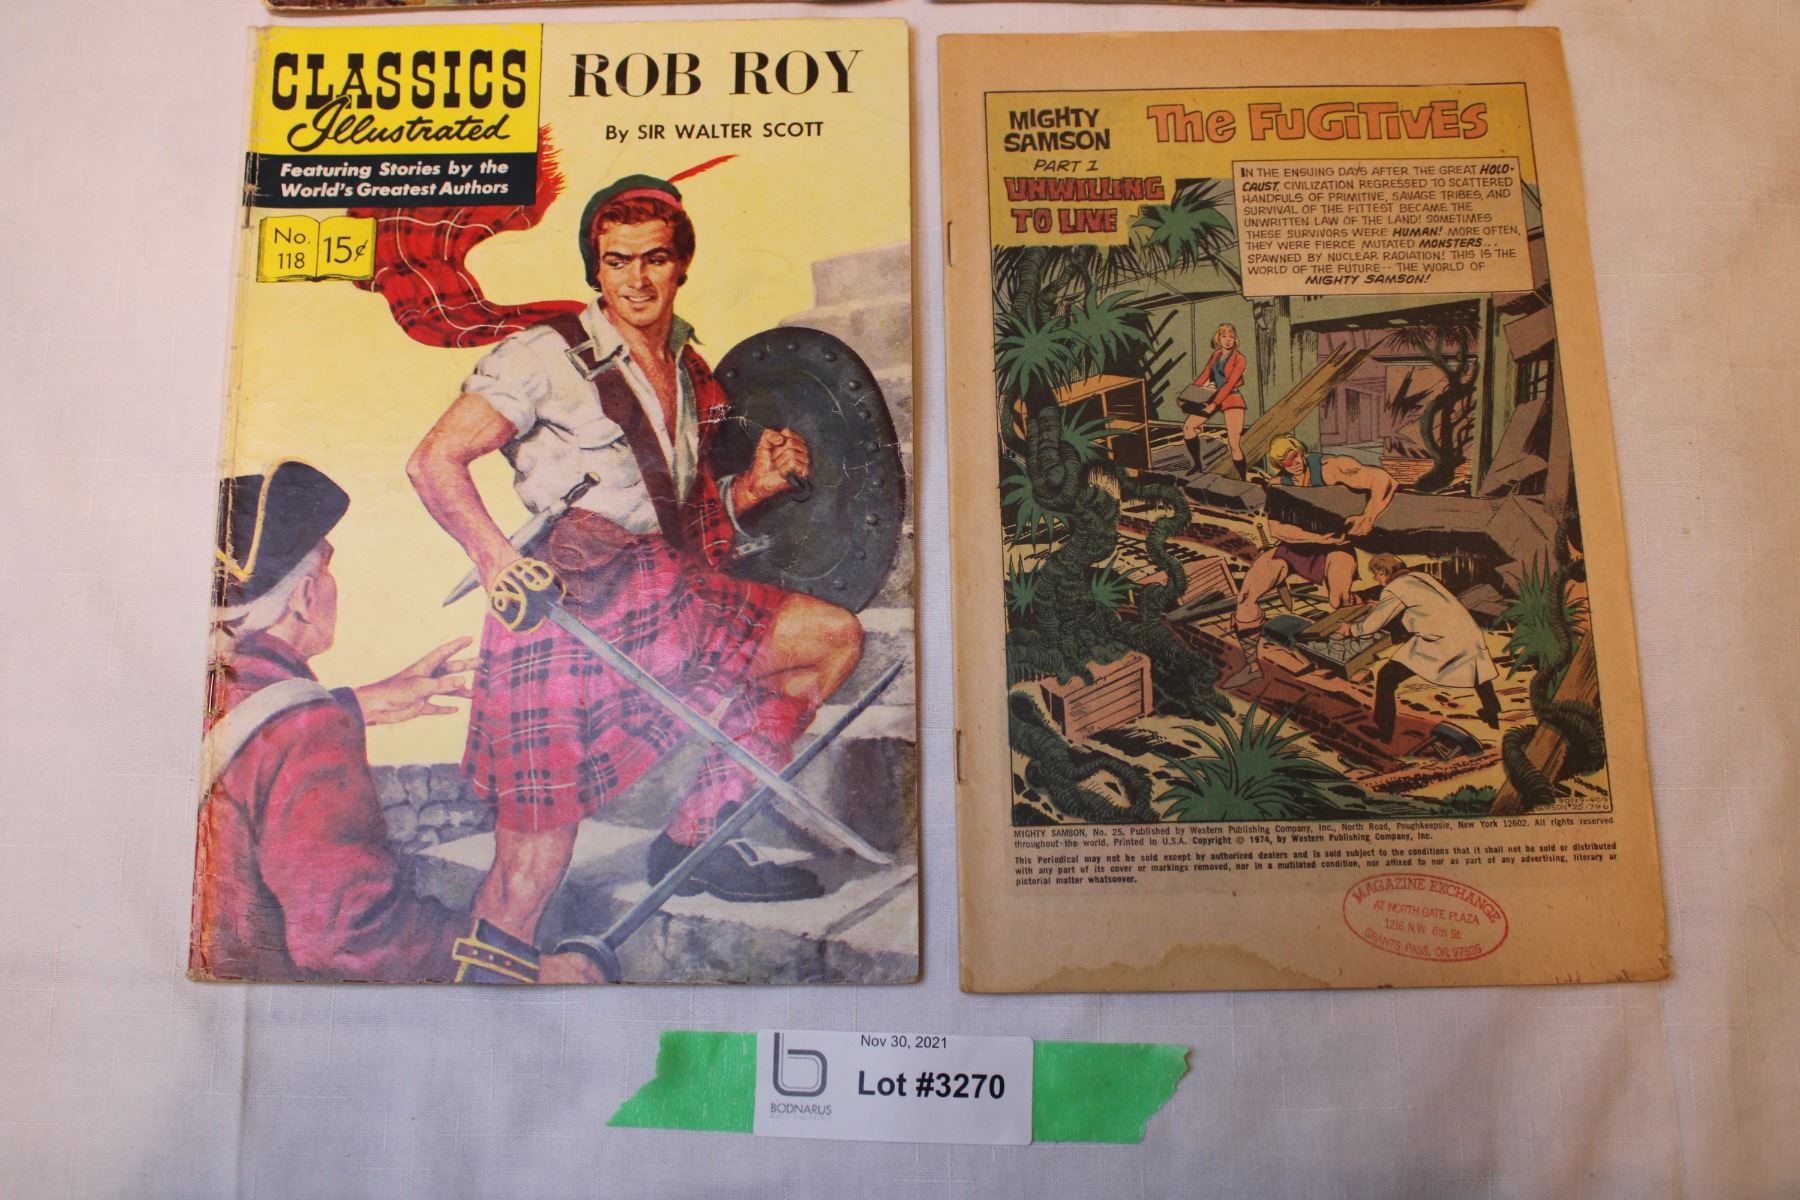 CLASSICS
Illustrated
Featuring Stories by the
World's Greatest Authors
No.
118
15¢
ROB ROY
By SIR WALTER SCOTT
MIGHTY
SAMSON
PART 1
UNWILLING
TO LIVE
The FUGITIVES
IN THE ENSUING DAYS AFTER THE GREAT HOLO-
CAUST, CIVILIZATION REGRESSED TO SCATTERED
HANDFULS OF PRIMITIVE, SAVAGE TRIBES, AND
SURVIVAL OF THE FITTEST BECAME THE
UNWRITTEN LAW OF THE LAND! SOMETIMES
THESE SURVIVORS WERE HUMAN! MORE OFTEN,
THEY WERE FIERCE MUTATED MONSTERS...
SPAWNED BY NUCLEAR RADIATION! THIS IS THE
WORLD OF THE FUTURE-- THE WORLD OF
MIGHTY SAMSON!
90119-409
SAMSON #25-746
MIGHTY SAMSON, No. 25. Published by Western Publishing Company, Inc., North Road, Poughkeepsie, New York 12602. All rights reserved
throughout the world. Printed in U.S.A. Copyright © 1974, by Western Publishing Company, Inc.
This Periodical may not be sold except by authorized dealers and is sold subject to the conditions that it shall not be sold or distributed
with any part of its cover or markings removed, nor in a mutilated condition, nor affixed to nor as part of any advertising, literary or
pictorial matter whatsoever.
MAGAZINE EXCHANGE
AT NORTH GATE PLAZA
1216 N.W. 6th St.
GRANTS PASS, OR 97526
Nov 30, 2021
Lot #3270
BODNARUS